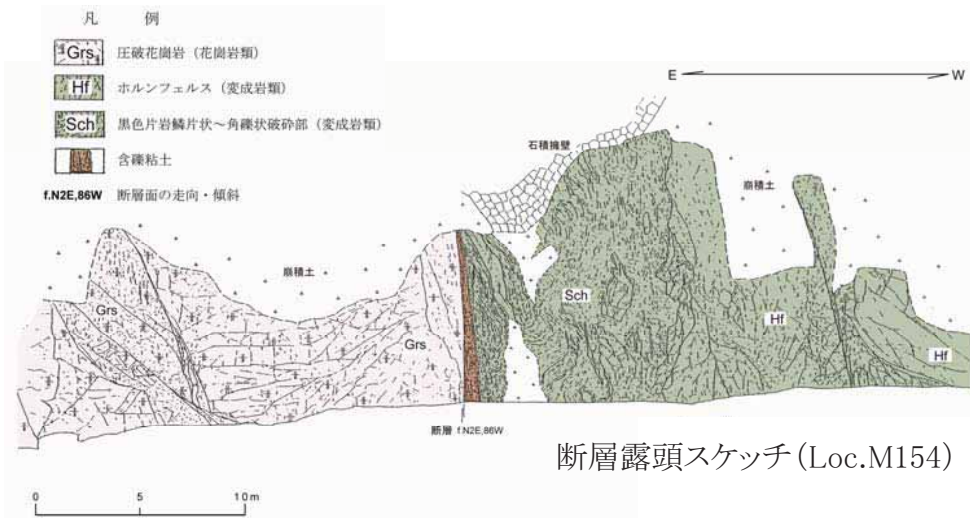 凡 例
Grs 圧破花崗岩（花崗岩類）
Hf ホルンフェルス（変成岩類）
Sch 黒色片岩鱗片状～角礫状破砕部（変成岩類）
含礫粘土
f.N2E,86W 断層面の走向・傾斜
E W
石積擁壁
崩積土
崩積土
Grs
Grs
Sch
Hf
Hf
断層 f.N2E,86W
断層露頭スケッチ(Loc.M154)
0 5 10m